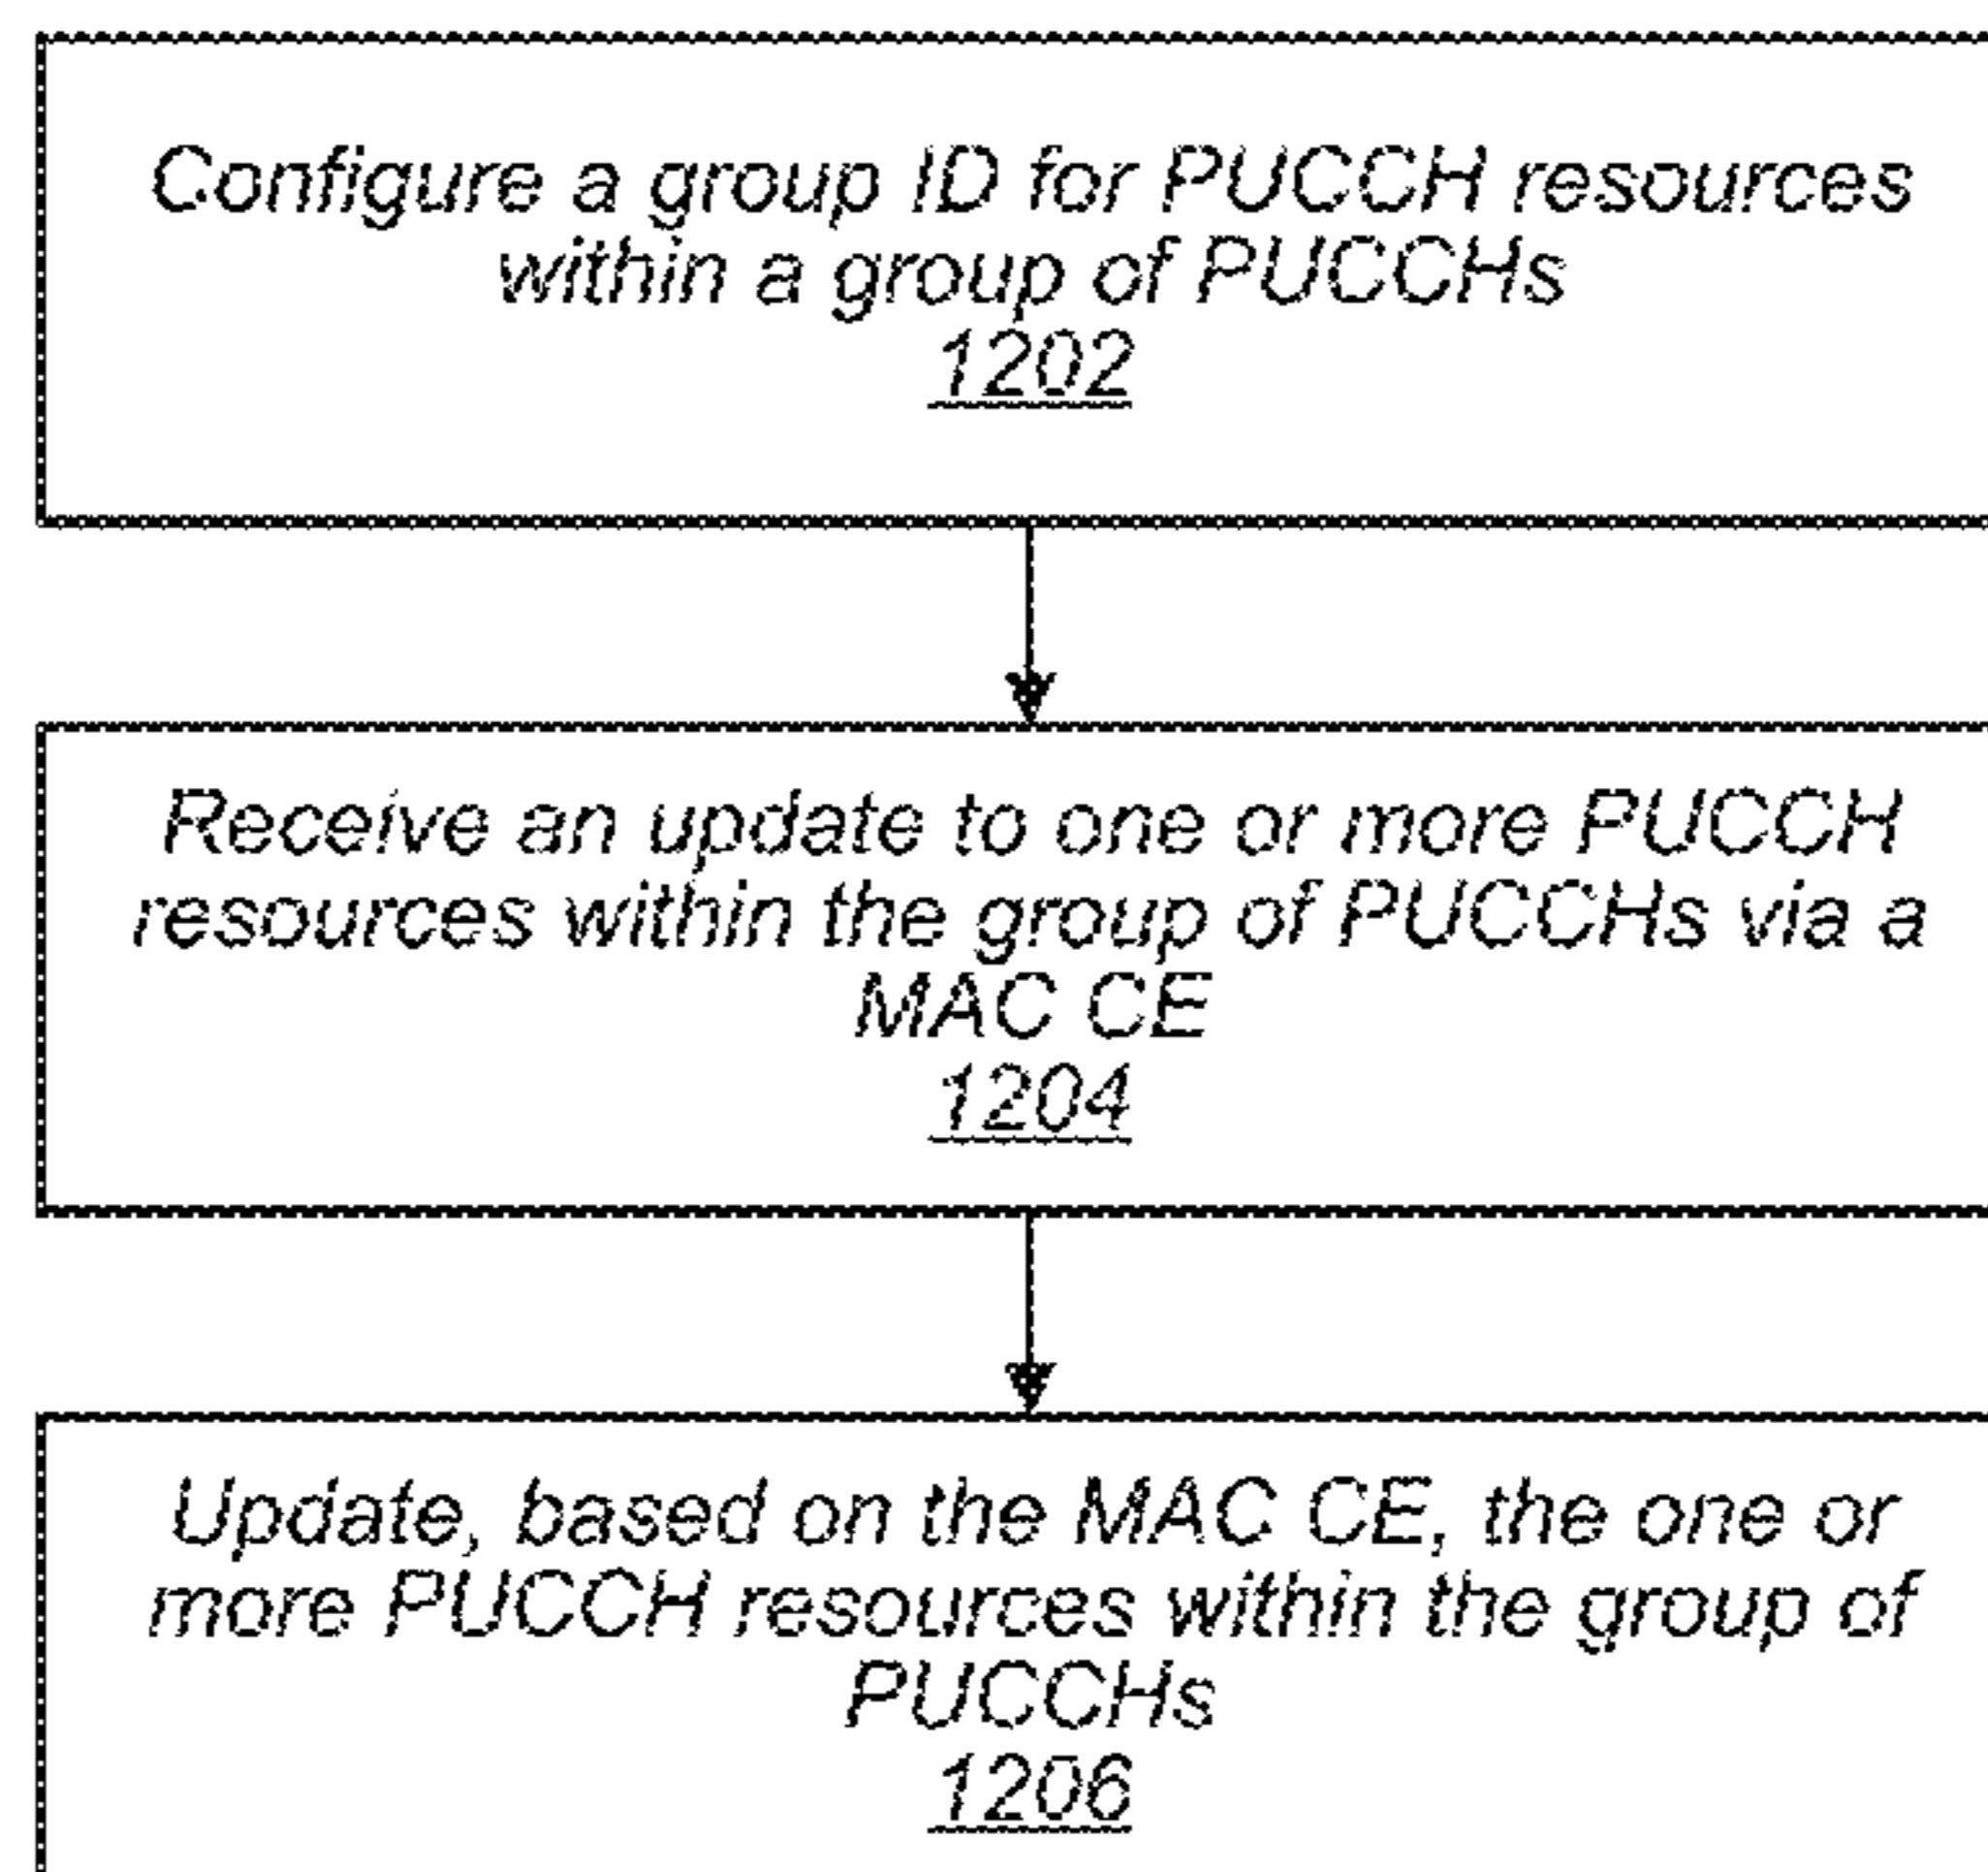 Configure a group ID for PUCCH resources
within a group of PUCCHs
1202
Receive an update to one or more PUCCH
resources within the group of PUCCHs via a
MAC CE
1204
Update, based on the MAC CE, the one or
more PUCCH resources within the group of
PUCCHs
1206